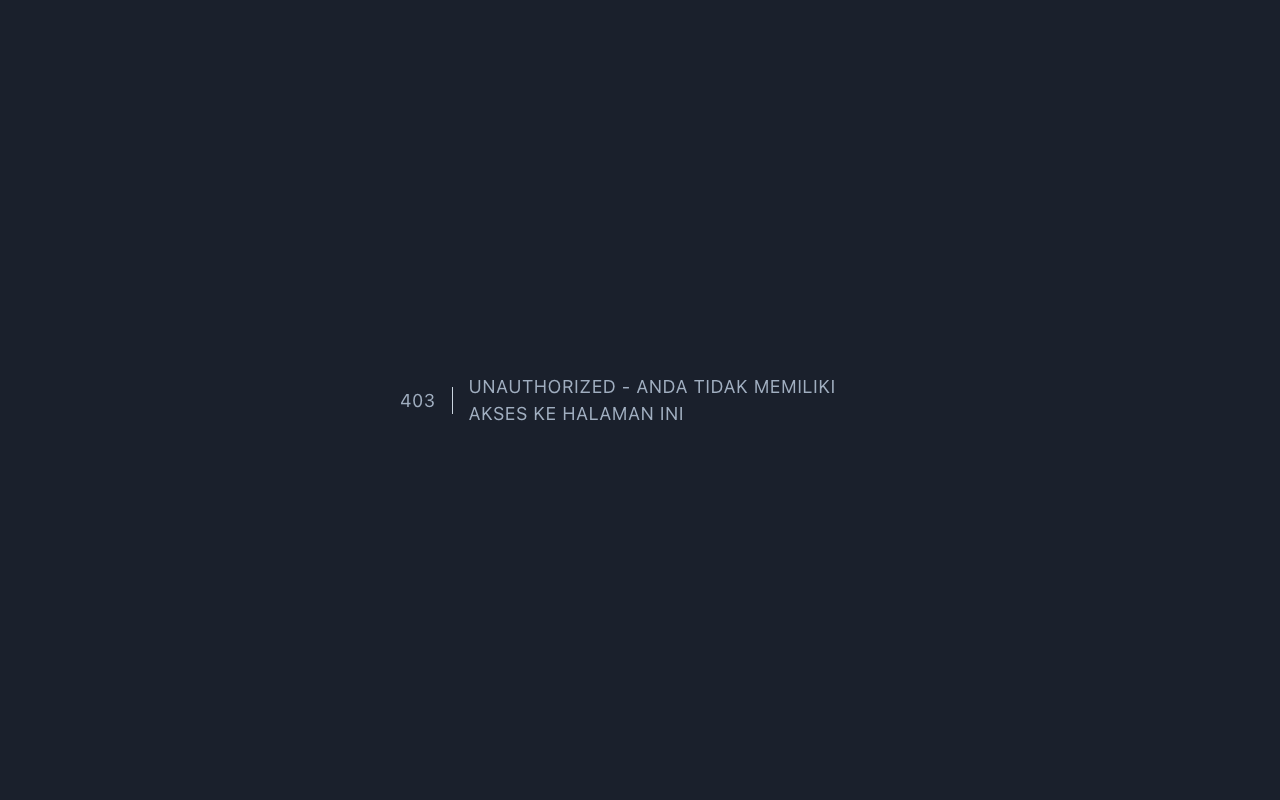 403
UNAUTHORIZED - ANDA TIDAK MEMILIKI
AKSES KE HALAMAN INI